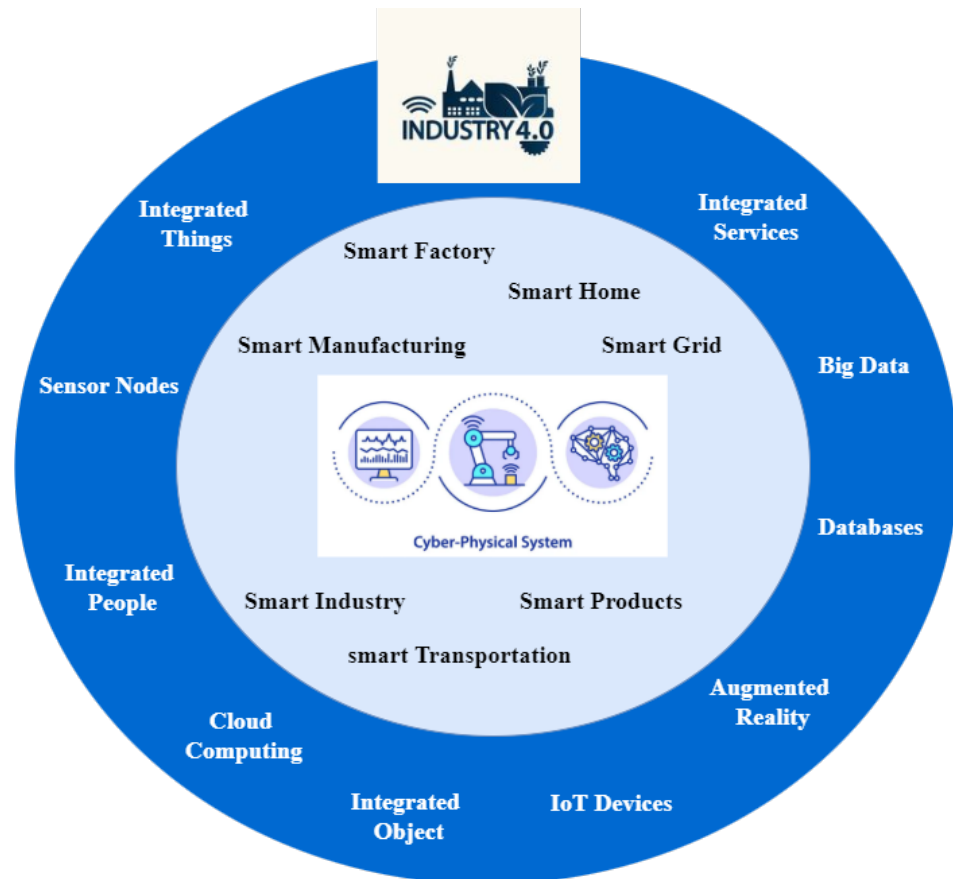 INDUSTRY 4.0
Integrated
Things
Integrated
Services
Smart Factory
Smart Home
Smart Manufacturing
Smart Grid
Sensor Nodes
Big Data
Cyber-Physical System
Databases
Integrated
People
Smart Industry
Smart Products
smart Transportation
Augmented
Reality
Cloud
Computing
Integrated
Object
IoT Devices